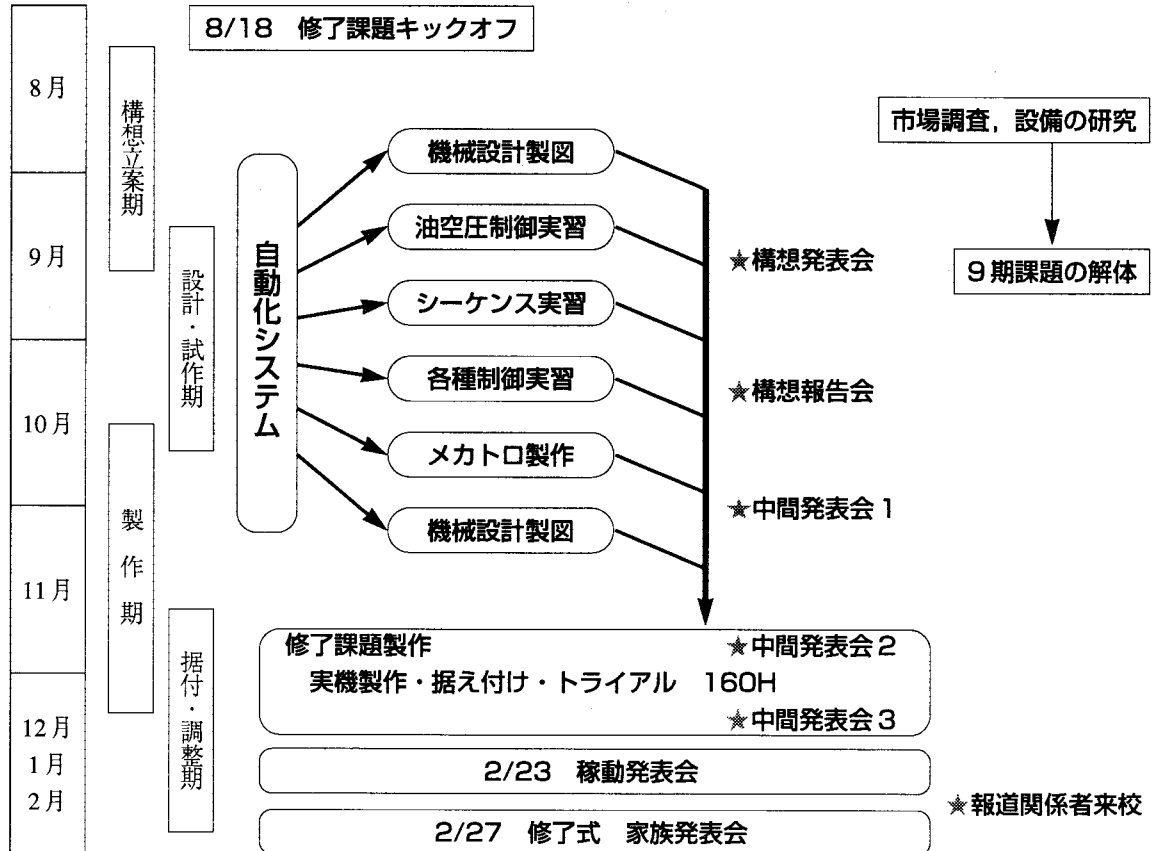 8/18 修了課題キックオフ
8月
9月
10月
11月
12月
1月
2月
構想立案期
設計・試作期
製作期
据付・調整期
自動化システム
機械設計製図
油空圧制御実習
シーケンス実習
各種制御実習
メカトロ製作
機械設計製図
★構想発表会
★構想報告会
★中間発表会1
市場調査，設備の研究
9期課題の解体
修了課題製作
★中間発表会2
実機製作・据え付け・トライアル 160H
★中間発表会3
2/23 稼動発表会
2/27 修了式 家族発表会
★報道関係者来校